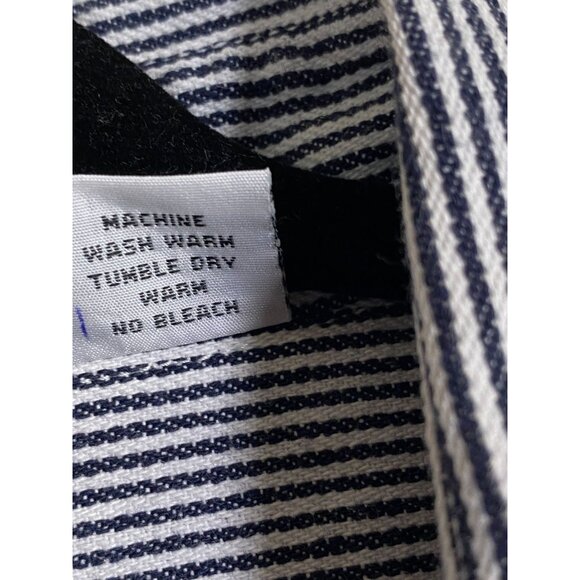 MACHINE
WASH WARM
TUMBLE DRY
WARM
NO BLEACH